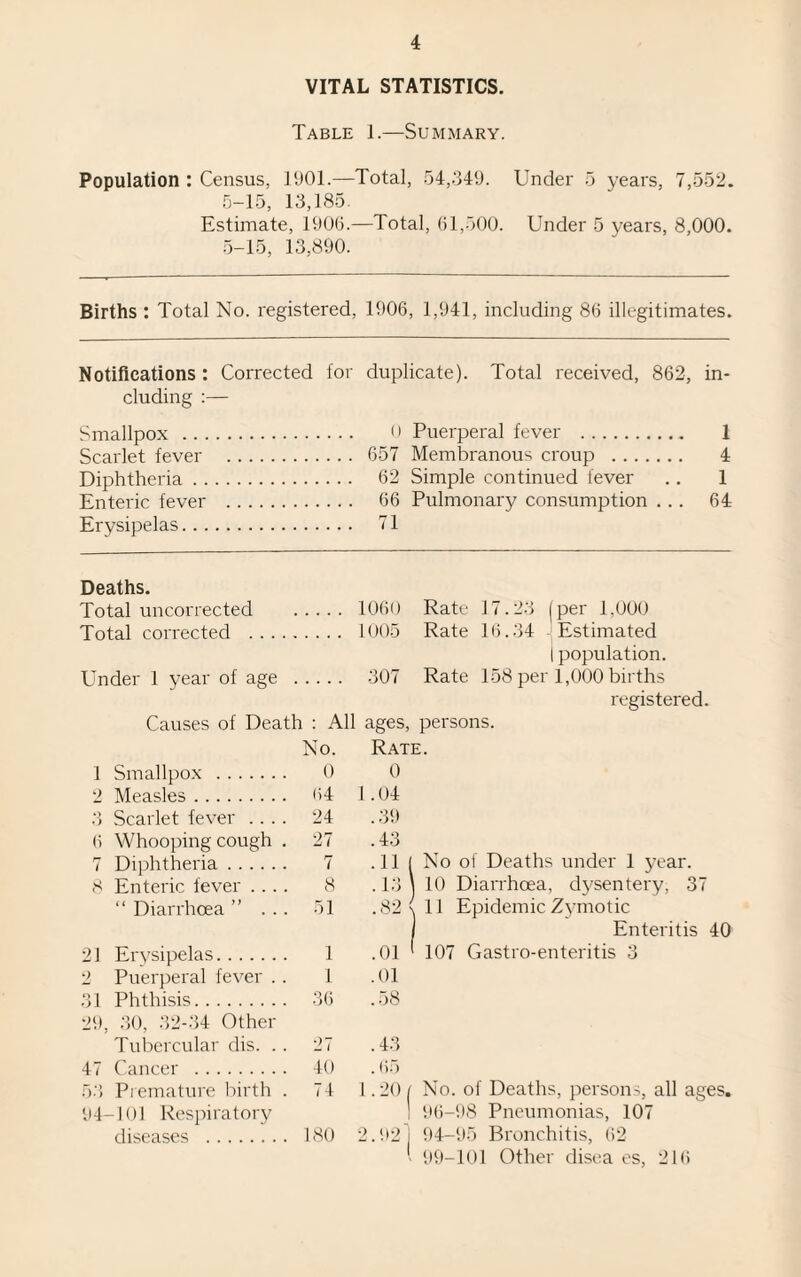 4
VITAL STATISTICS.
Table 1.—Summary.
Population : Census, 1901.—Total, 54,349. Under 5 years, 7,552.
5-15, 13,185.
Estimate, 1906.—Total, 61,500. Under 5 years, 8,000.
5-15, 13,890.
Births : Total No. registered, 1906, 1,941, including 86 illegitimates.
Notifications : Corrected for duplicate). Total received, 862, in-
cluding :—
Smallpox ................ 0 Puerperal fever ........... 1
Scarlet fever ............. 657 Membranous croup ....... 4
Diphtheria ................ 62 Simple continued fever .. 1
Enteric fever ............. 66 Pulmonary consumption ... 64
Erysipelas ................. 71
Deaths.
Total uncorrected ..... 1060 Rate 17.23 (per 1,000
Total corrected ......... 1005 Rate 16.34 Estimated
population.
Under 1 year of age ..... 307 Rate 158 per 1,000 births
registered.
Causes of Death : All ages, persons.
No. Rate.
1 Smallpox ....... 0 0
2 Measles .......... 64 1.04
3 Scarlet fever .... 24 .39
6 Whooping cough . 27 .43
7 Diphtheria ...... 7 .11 No of Deaths under 1 year.
8 Enteric fever .... 8 .13 10 Diarrhœa, dysentery, 37
“ Diarrhœa ” ... 51 .82 11 Epidemic Zymotic
Enteritis 40
21 Erysipelas ....... 1 .01 107 Gastro-enteritis 3
2 Puerperal fever .. 1 .01
31 Phthisis .......... 36 .58
29, 30, 32-34 Other
Tubercular dis. .. 27 .43
47 Cancer .......... 40 .65
53 Premature birth . 74 1.20 No. of Deaths, persons, all ages.
94-101 Respiratory 96-98 Pneumonias, 107
diseases ......... 180 2.92 94-95 Bronchitis, 62
99-101 Other disea es, 216